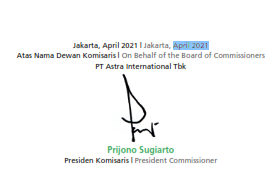 Jakarta, April 2021 l Jakarta, April 2021
Atas Nama Dewan Komisaris l On Behalf of the Board of Commissioners
PT Astra International Tbk
Prijono Sugiarto
Presiden Komisaris l President Commissioner